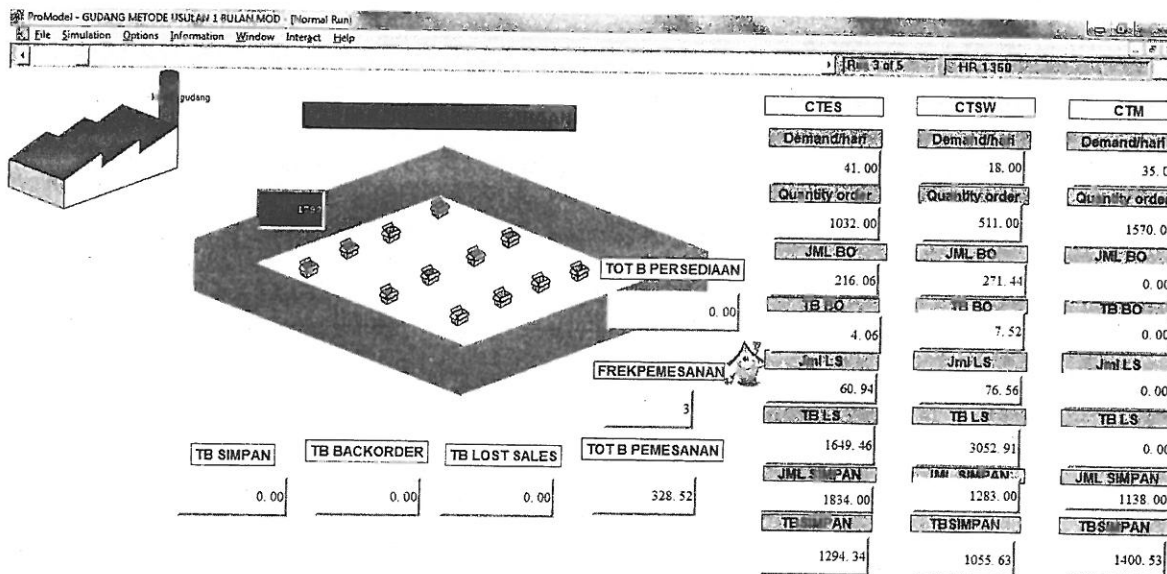 ProModel - GUDANG METODE USULAN 1 BULAN.MOD - [Normal Run]
File Simulation Options Information Window Interact Help
Run 3 of 5
HR 1360
gudang
CTES
CTSW
CTM
Demand/hari
Demand/hari
Demand/hari
41.00
18.00
35.0
Quantity order
Quantity order
Quantity order
1032.00
511.00
1570.0
JML BO
JML BO
JML BO
216.06
271.44
0.00
TB BO
TB BO
TB BO
4.06
7.52
0.00
Jml LS
Jml LS
Jml LS
60.94
76.56
0.00
TB LS
TB LS
TB LS
1649.46
3052.91
0.00
JML SIMPAN
JML SIMPAN
JML SIMPAN
1834.00
1283.00
1138.00
TBSIMPAN
TBSIMPAN
TBSIMPAN
1294.34
1055.63
1400.53
TOT B PERSEDIAAN
0.00
FREKPEMESANAN
3
TB SIMPAN
TB BACKORDER
TB LOST SALES
TOT B PEMESANAN
0.00
0.00
0.00
328.52